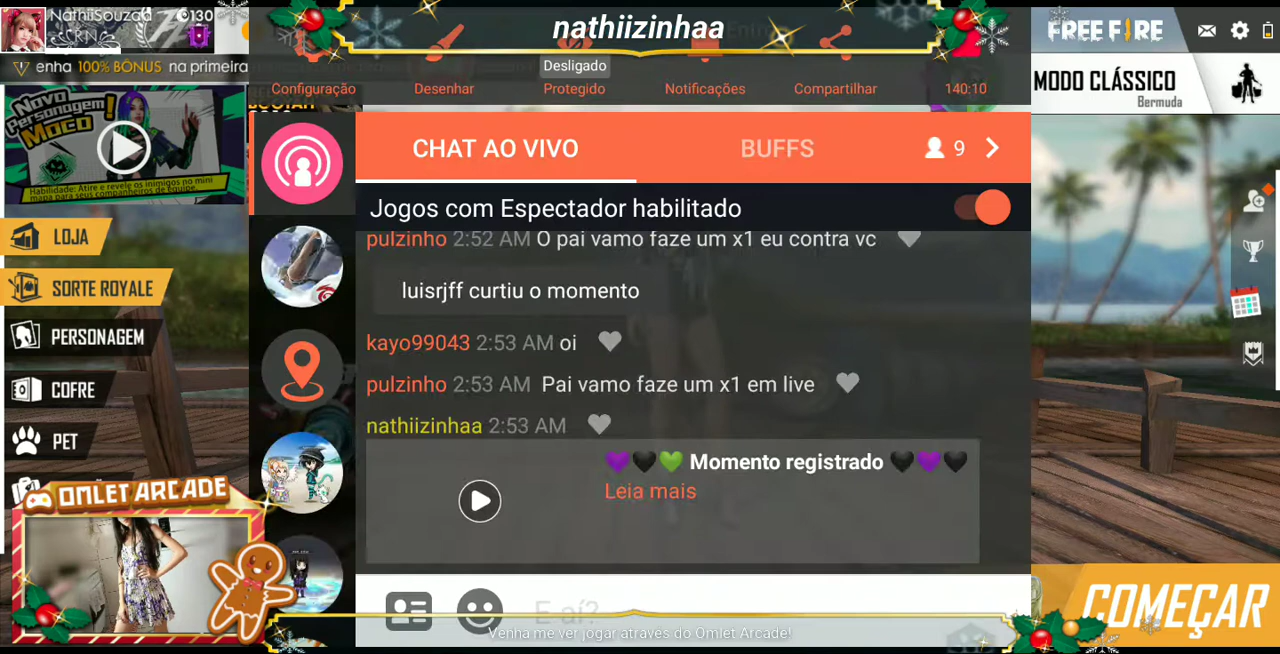 nathiizinhaa
NathiiSouzaa
130
RN
enha 100% BÔNUS na primeira
Desligado
Configuração
Desenhar
Protegido
Notificações
Compartilhar
140:10
FREE FIRE
MODO CLÁSSICO
Bermuda
Novo
Personagem!
Moco
Habilidade: Atire e revele os inimigos no mini
mapa para seus companheiros de equipe.
LOJA
SORTE ROYALE
PERSONAGEM
COFRE
PET
OMLET ARCADE
CHAT AO VIVO
BUFFS
9
Jogos com Espectador habilitado
pulzinho 2:52 AM O pai vamo faze um x1 eu contra vc
luisrjff curtiu o momento
kayo99043 2:53 AM oi
pulzinho 2:53 AM Pai vamo faze um x1 em live
nathiizinhaa 2:53 AM
💜🖤💚 Momento registrado 🖤💜🖤
Leia mais
E aí?
Venha me ver jogar através do Omlet Arcade!
COMEÇAR